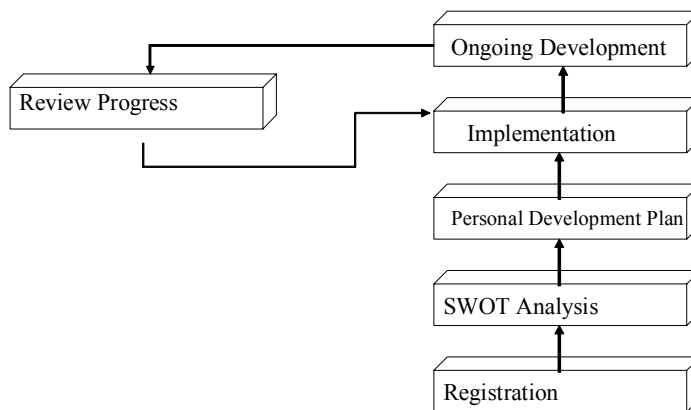 Ongoing Development
Review Progress
Implementation
Personal Development Plan
SWOT Analysis
Registration